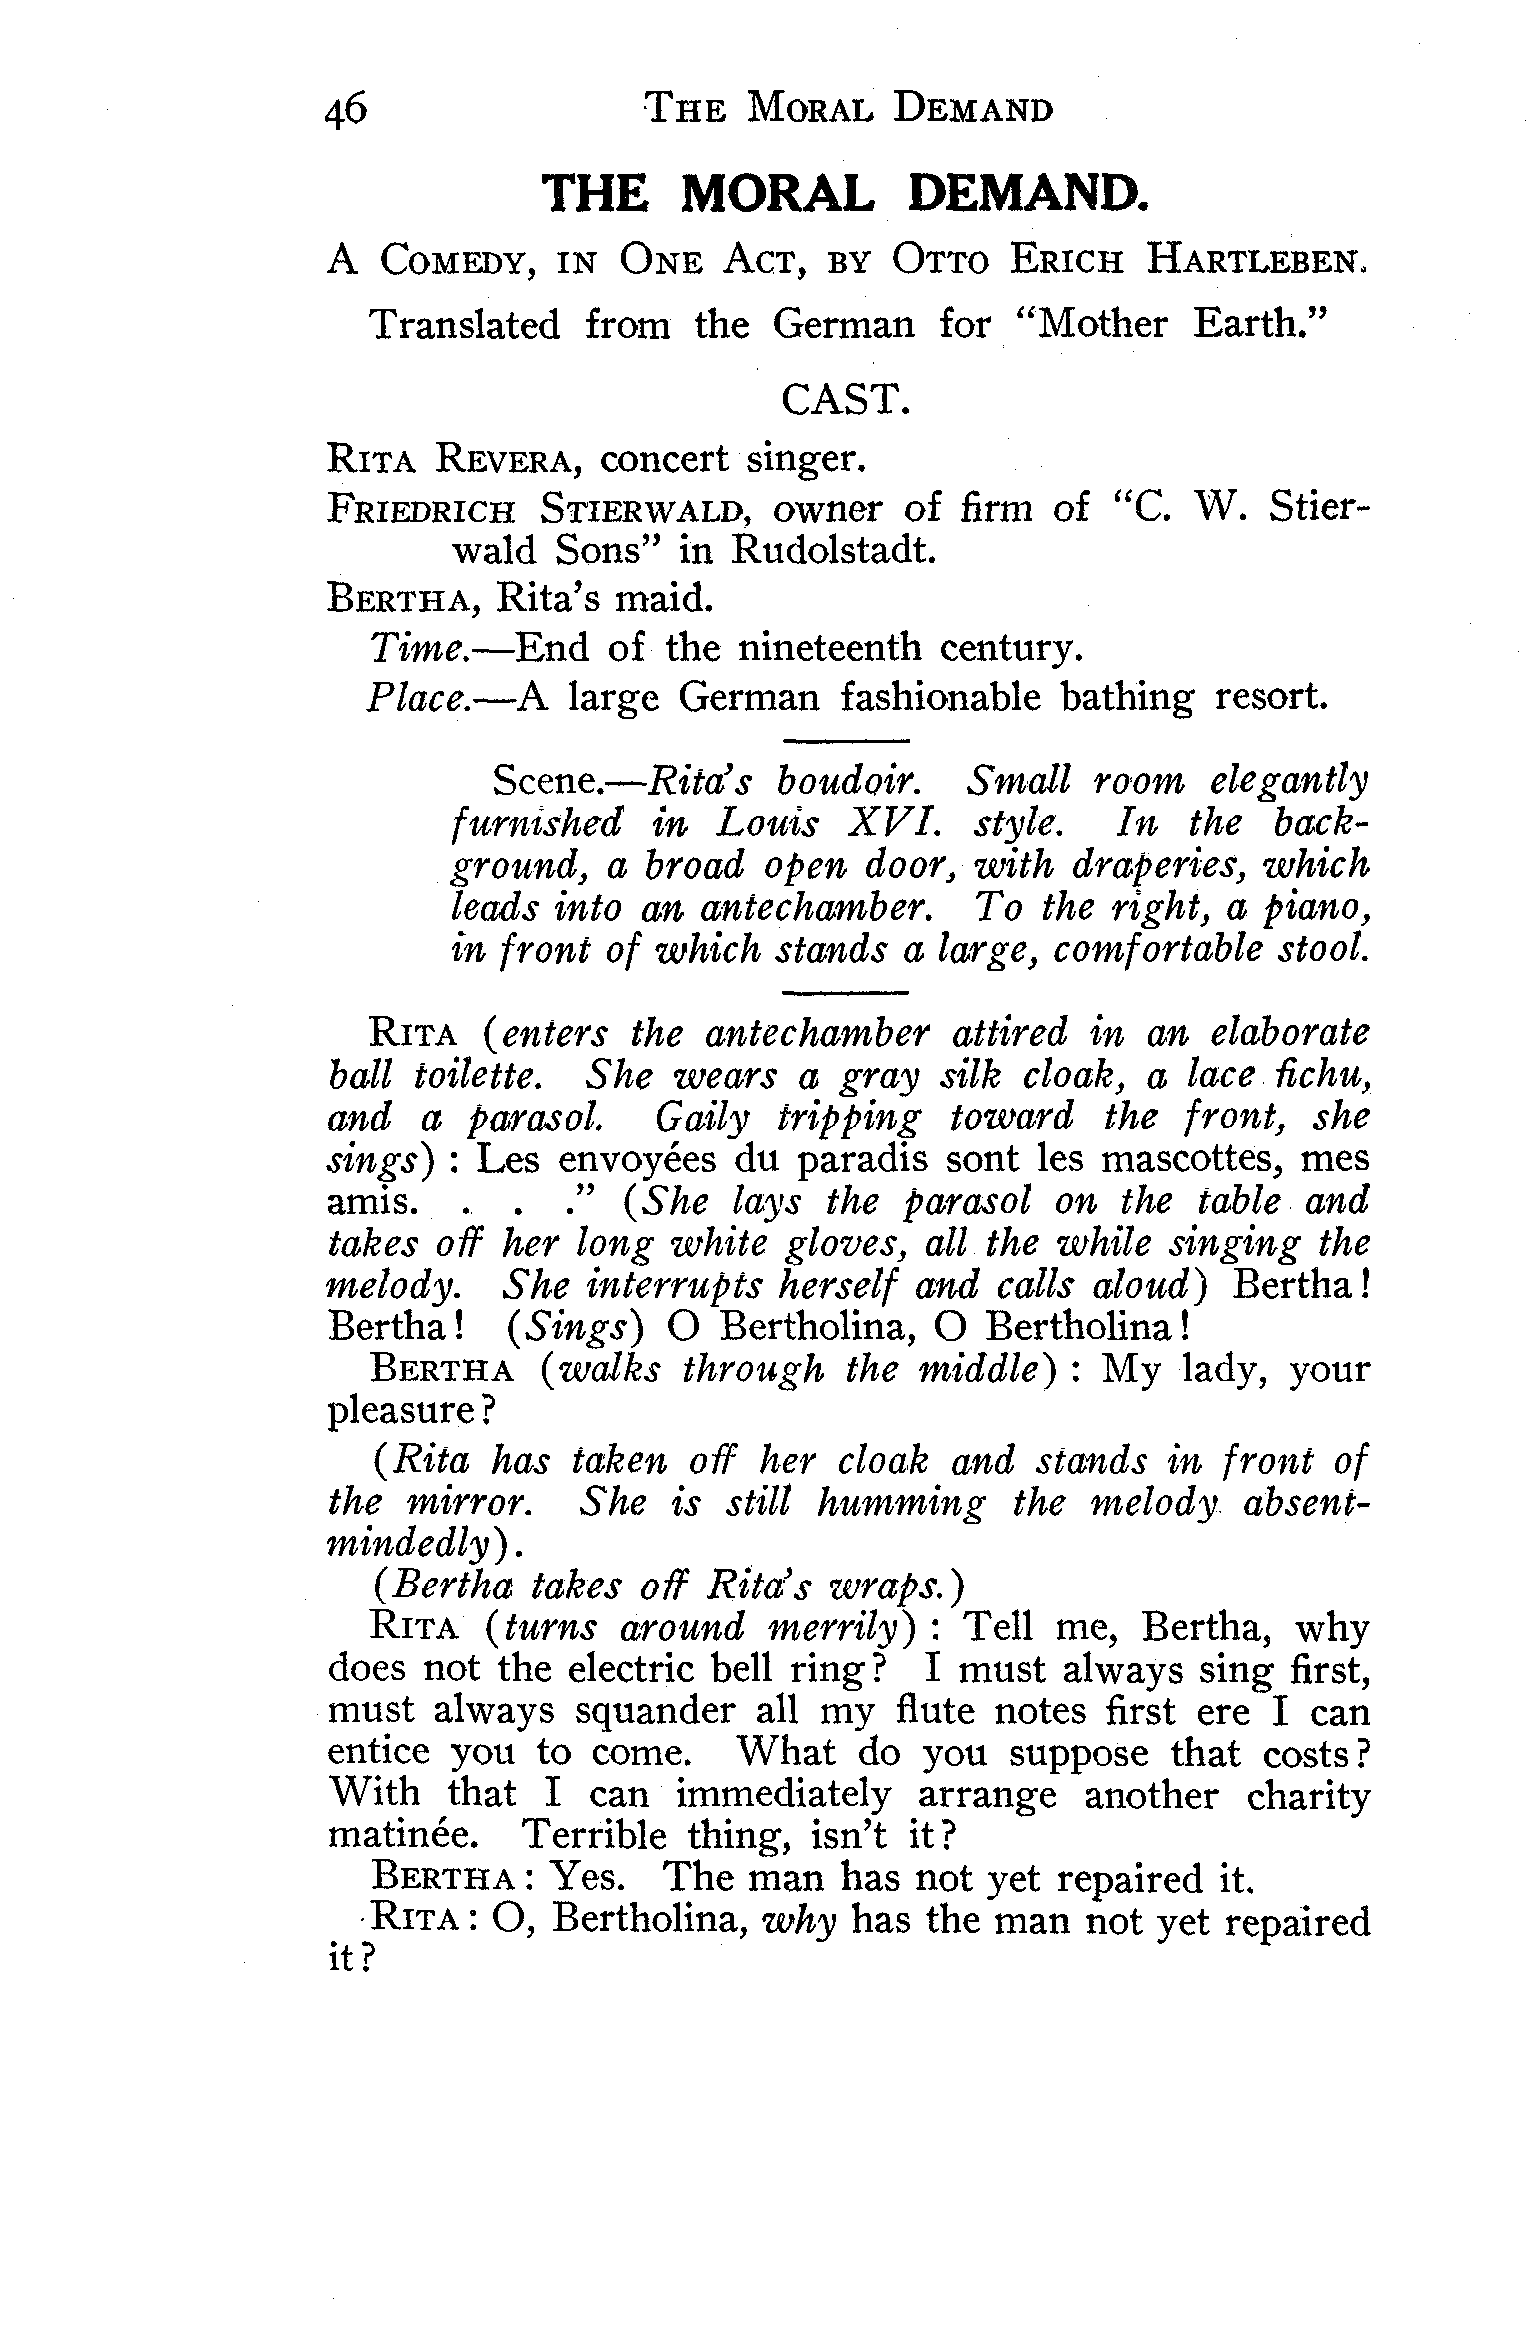 46 THE MORAL DEMAND
THE MORAL DEMAND.
A COMEDY, IN ONE ACT, BY OTTO ERICH HARTLEBEN.
Translated from the German for “Mother Earth.”
CAST.
RITA REVERA, concert singer.
FRIEDRICH STIERWALD, owner of firm of “C. W. Stier-
wald Sons” in Rudolstadt.
BERTHA, Rita’s maid.
Time.—End of the nineteenth century.
Place.—A large German fashionable bathing resort.
Scene.—Rita’s boudoir. Small room elegantly
furnished in Louis XVI. style. In the back-
ground, a broad open door, with draperies, which
leads into an antechamber. To the right, a piano,
in front of which stands a large, comfortable stool.
RITA (enters the antechamber attired in an elaborate
ball toilette. She wears a gray silk cloak, a lace fichu,
and a parasol. Gaily tripping toward the front, she
sings) : Les envoyées du paradis sont les mascottes, mes
amis. . . .” (She lays the parasol on the table and
takes off her long white gloves, all the while singing the
melody. She interrupts herself and calls aloud) Bertha!
Bertha! (Sings) O Bertholina, O Bertholina!
BERTHA (walks through the middle) : My lady, your
pleasure?
(Rita has taken off her cloak and stands in front of
the mirror. She is still humming the melody absent-
mindedly).
(Bertha takes off Rita’s wraps.)
RITA (turns around merrily) : Tell me, Bertha, why
does not the electric bell ring? I must always sing first,
must always squander all my flute notes first ere I can
entice you to come. What do you suppose that costs?
With that I can immediately arrange another charity
matinée. Terrible thing, isn’t it?
BERTHA: Yes. The man has not yet repaired it.
RITA: O, Bertholina, why has the man not yet repaired
it?